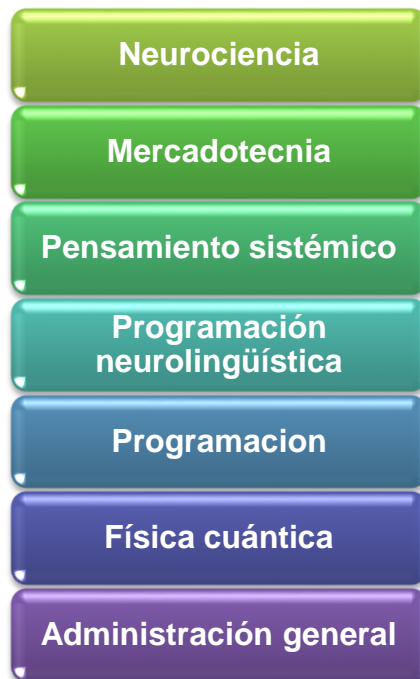 Neurociencia
Mercadotecnia
Pensamiento sistémico
Programación
neurolingüística
Programacion
Física cuántica
Administración general